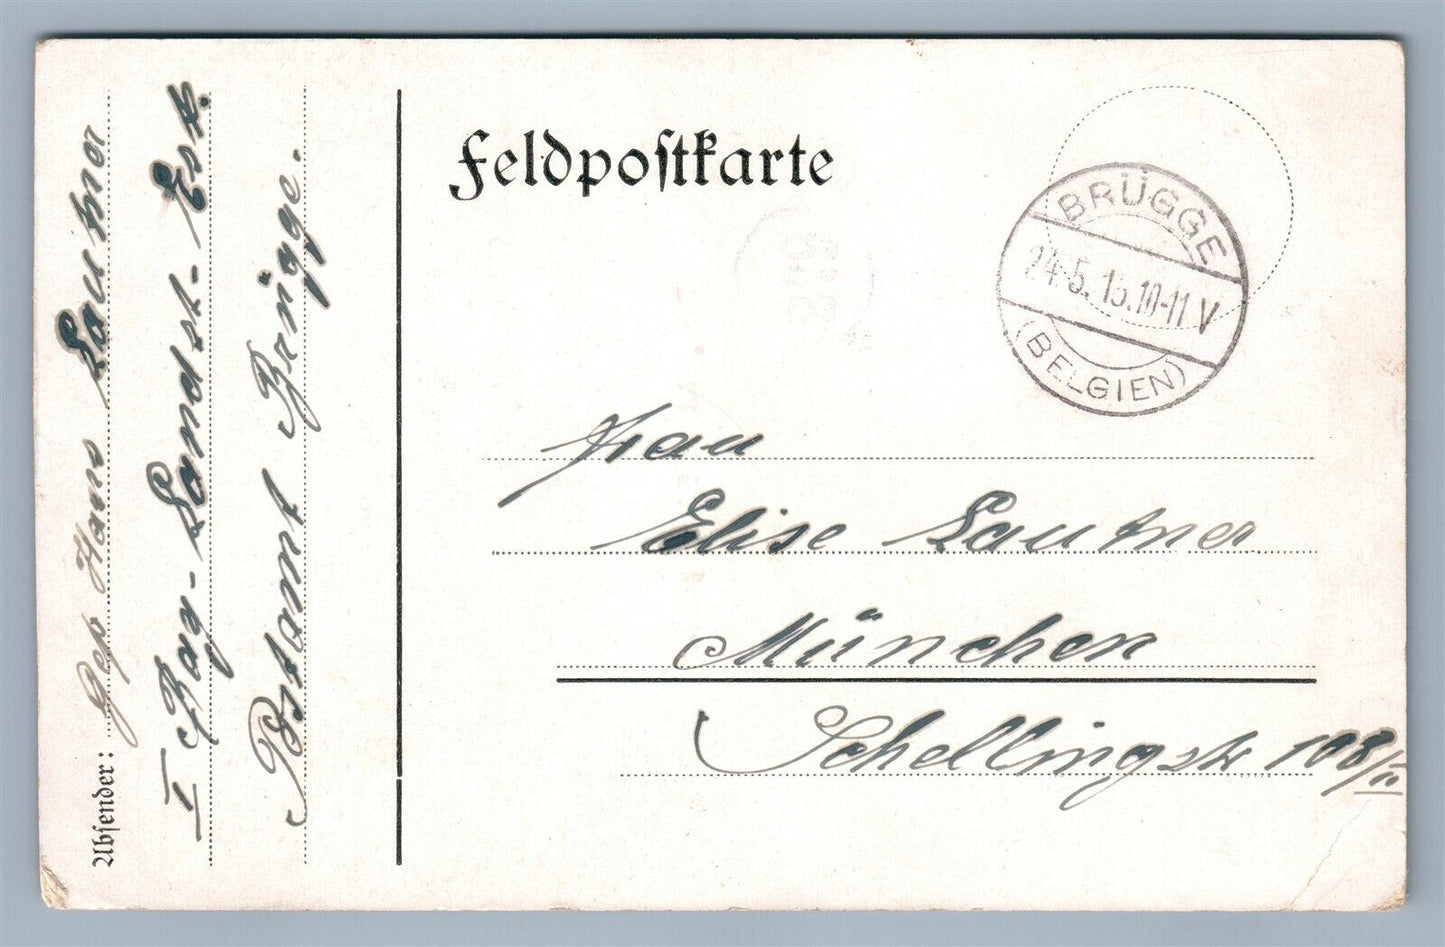 Feldpostkarte
BRÜGGE
24.5.15.10-11 V
(BELGIEN)
Frau
Elise Lautner
München
Schellingstr 108/II
Absender: Gefr Hans Lautner
I Bay-Landst-Esk.
Postamt Brügge.